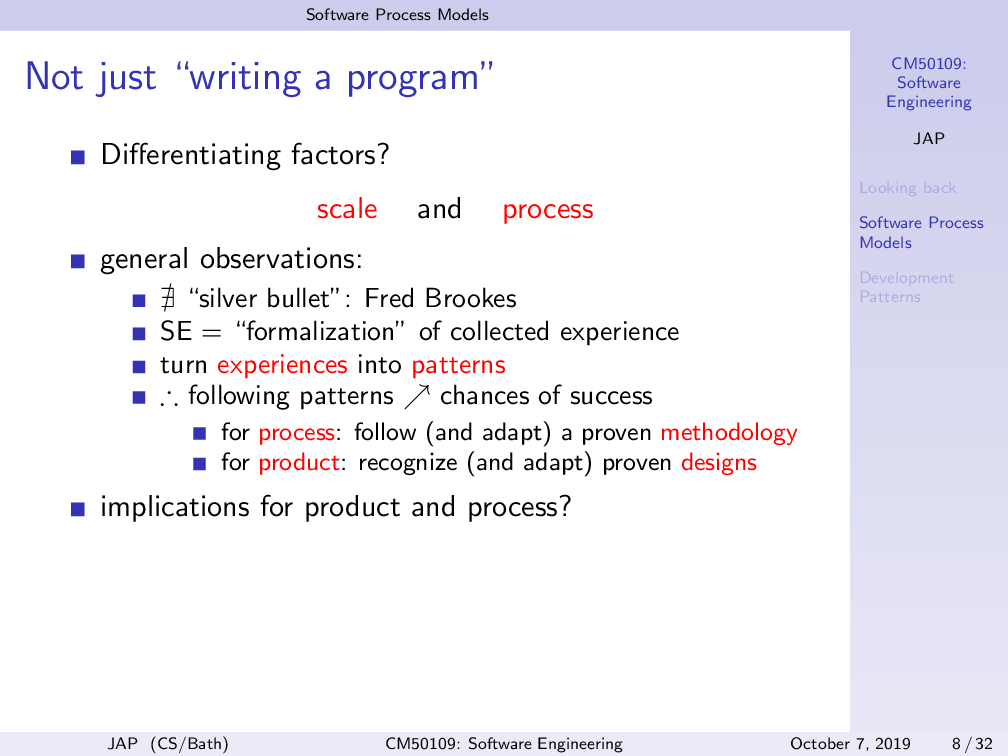 Software Process Models
Not just “writing a program”
Differentiating factors?
scale and process
general observations:
∄ “silver bullet”: Fred Brookes
SE = “formalization” of collected experience
turn experiences into patterns
∴ following patterns ↗ chances of success
for process: follow (and adapt) a proven methodology
for product: recognize (and adapt) proven designs
implications for product and process?
CM50109:
Software
Engineering
JAP
Looking back
Software Process
Models
Development
Patterns
JAP (CS/Bath) CM50109: Software Engineering October 7, 2019 8 / 32